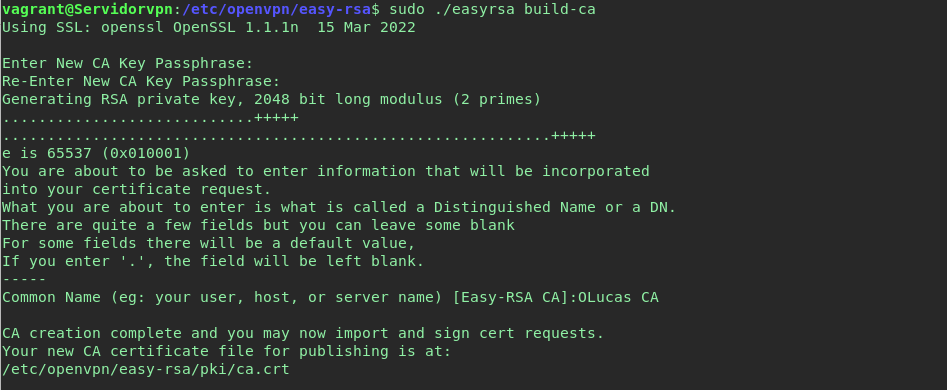 vagrant@Servidorvpn:/etc/openvpn/easy-rsa$ sudo ./easyrsa build-ca
Using SSL: openssl OpenSSL 1.1.1n  15 Mar 2022

Enter New CA Key Passphrase:
Re-Enter New CA Key Passphrase:
Generating RSA private key, 2048 bit long modulus (2 primes)
............................+++++
.............................................................+++++
e is 65537 (0x010001)
You are about to be asked to enter information that will be incorporated
into your certificate request.
What you are about to enter is what is called a Distinguished Name or a DN.
There are quite a few fields but you can leave some blank
For some fields there will be a default value,
If you enter '.', the field will be left blank.
-----
Common Name (eg: your user, host, or server name) [Easy-RSA CA]:OLucas CA

CA creation complete and you may now import and sign cert requests.
Your new CA certificate file for publishing is at:
/etc/openvpn/easy-rsa/pki/ca.crt